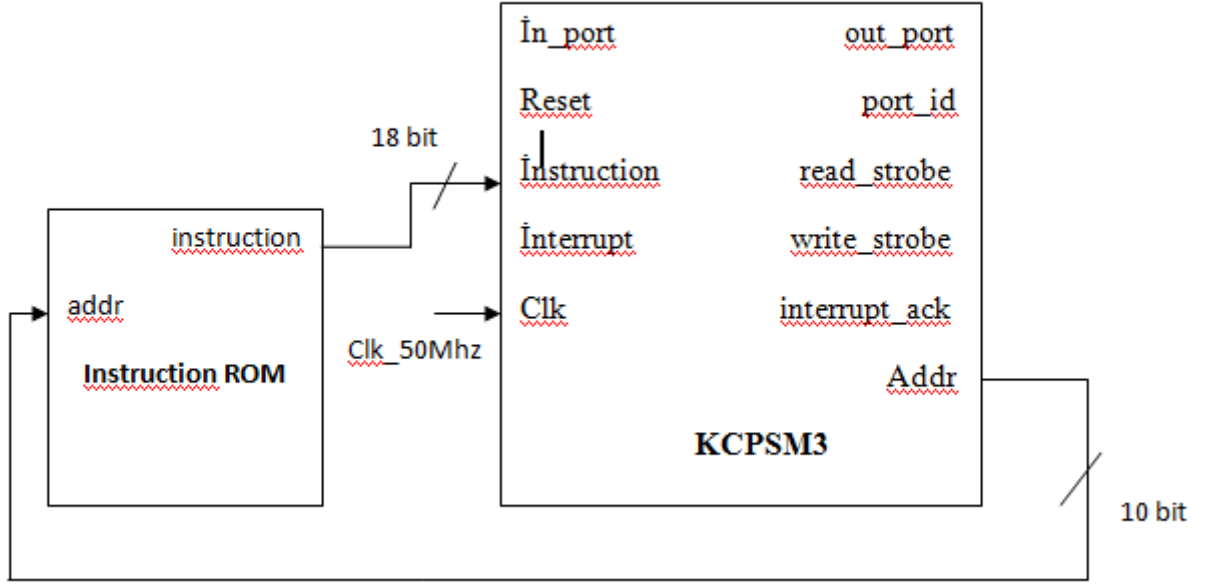 İn_port out_port
Reset port_id
18 bit
İnstruction read_strobe
instruction
İnterrupt write_strobe
addr
Clk interrupt_ack
Clk_50Mhz
Instruction ROM
Addr
KCPSM3
10 bit